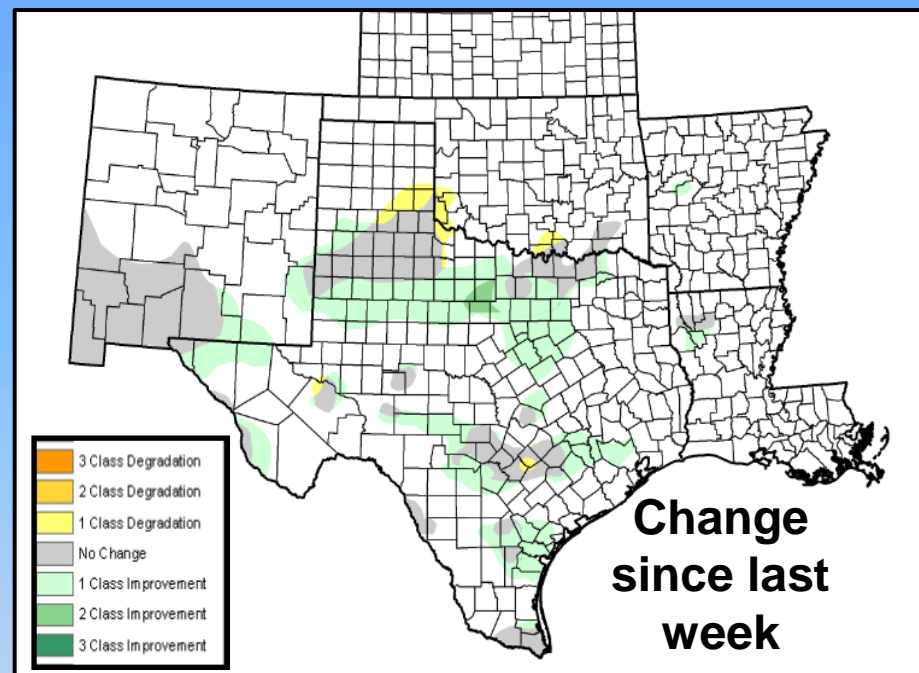 3 Class Degradation
2 Class Degradation
1 Class Degradation
No Change
1 Class Improvement
2 Class Improvement
3 Class Improvement
Change
since last
week